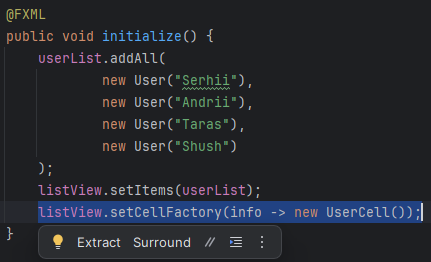 @FXML
public void initialize() {
    userList.addAll(
            new User("Serhii"),
            new User("Andrii"),
            new User("Taras"),
            new User("Shush")
    );
    listView.setItems(userList);
    listView.setCellFactory(info -> new UserCell());
}
Extract Surround //